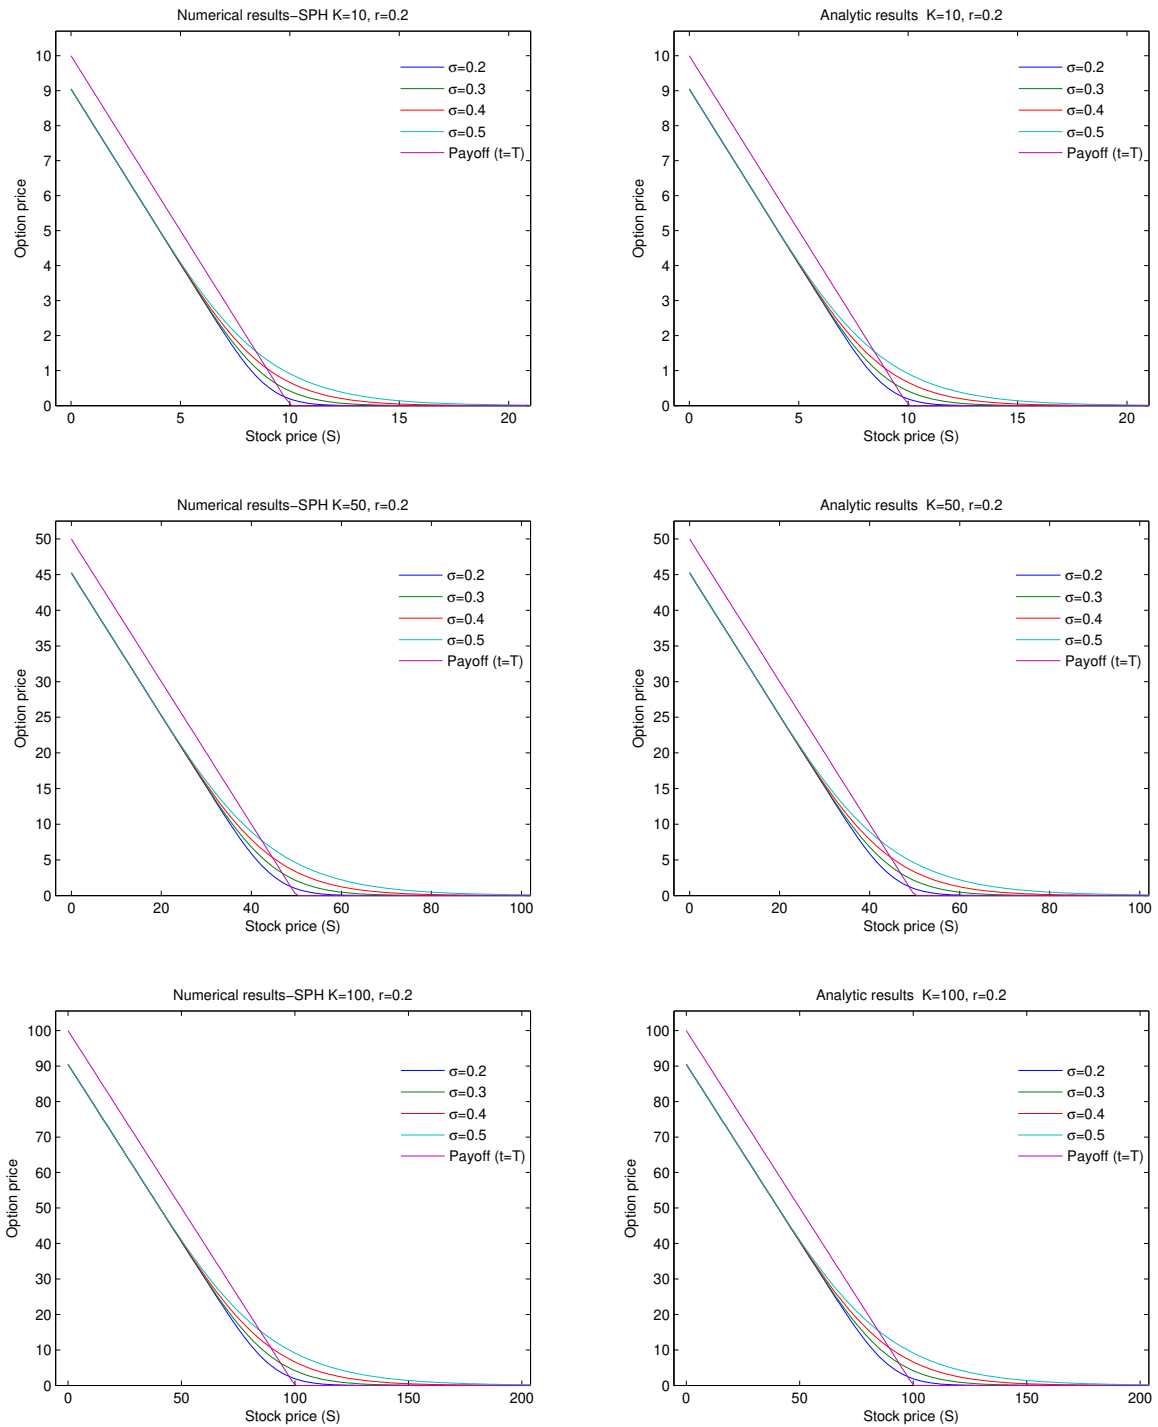 Numerical results−SPH K=10, r=0.2
10
9
8
7
6
5
4
3
2
1
0
Option price
σ=0.2
σ=0.3
σ=0.4
σ=0.5
Payoff (t=T)
0 5 10 15 20
Stock price (S)
Analytic results K=10, r=0.2
10
9
8
7
6
5
4
3
2
1
0
Option price
σ=0.2
σ=0.3
σ=0.4
σ=0.5
Payoff (t=T)
0 5 10 15 20
Stock price (S)
Numerical results−SPH K=50, r=0.2
50
45
40
35
30
25
20
15
10
5
0
Option price
σ=0.2
σ=0.3
σ=0.4
σ=0.5
Payoff (t=T)
0 20 40 60 80 100
Stock price (S)
Analytic results K=50, r=0.2
50
45
40
35
30
25
20
15
10
5
0
Option price
σ=0.2
σ=0.3
σ=0.4
σ=0.5
Payoff (t=T)
0 20 40 60 80 100
Stock price (S)
Numerical results−SPH K=100, r=0.2
100
90
80
70
60
50
40
30
20
10
0
Option price
σ=0.2
σ=0.3
σ=0.4
σ=0.5
Payoff (t=T)
0 50 100 150 200
Stock price (S)
Analytic results K=100, r=0.2
100
90
80
70
60
50
40
30
20
10
0
Option price
σ=0.2
σ=0.3
σ=0.4
σ=0.5
Payoff (t=T)
0 50 100 150 200
Stock price (S)